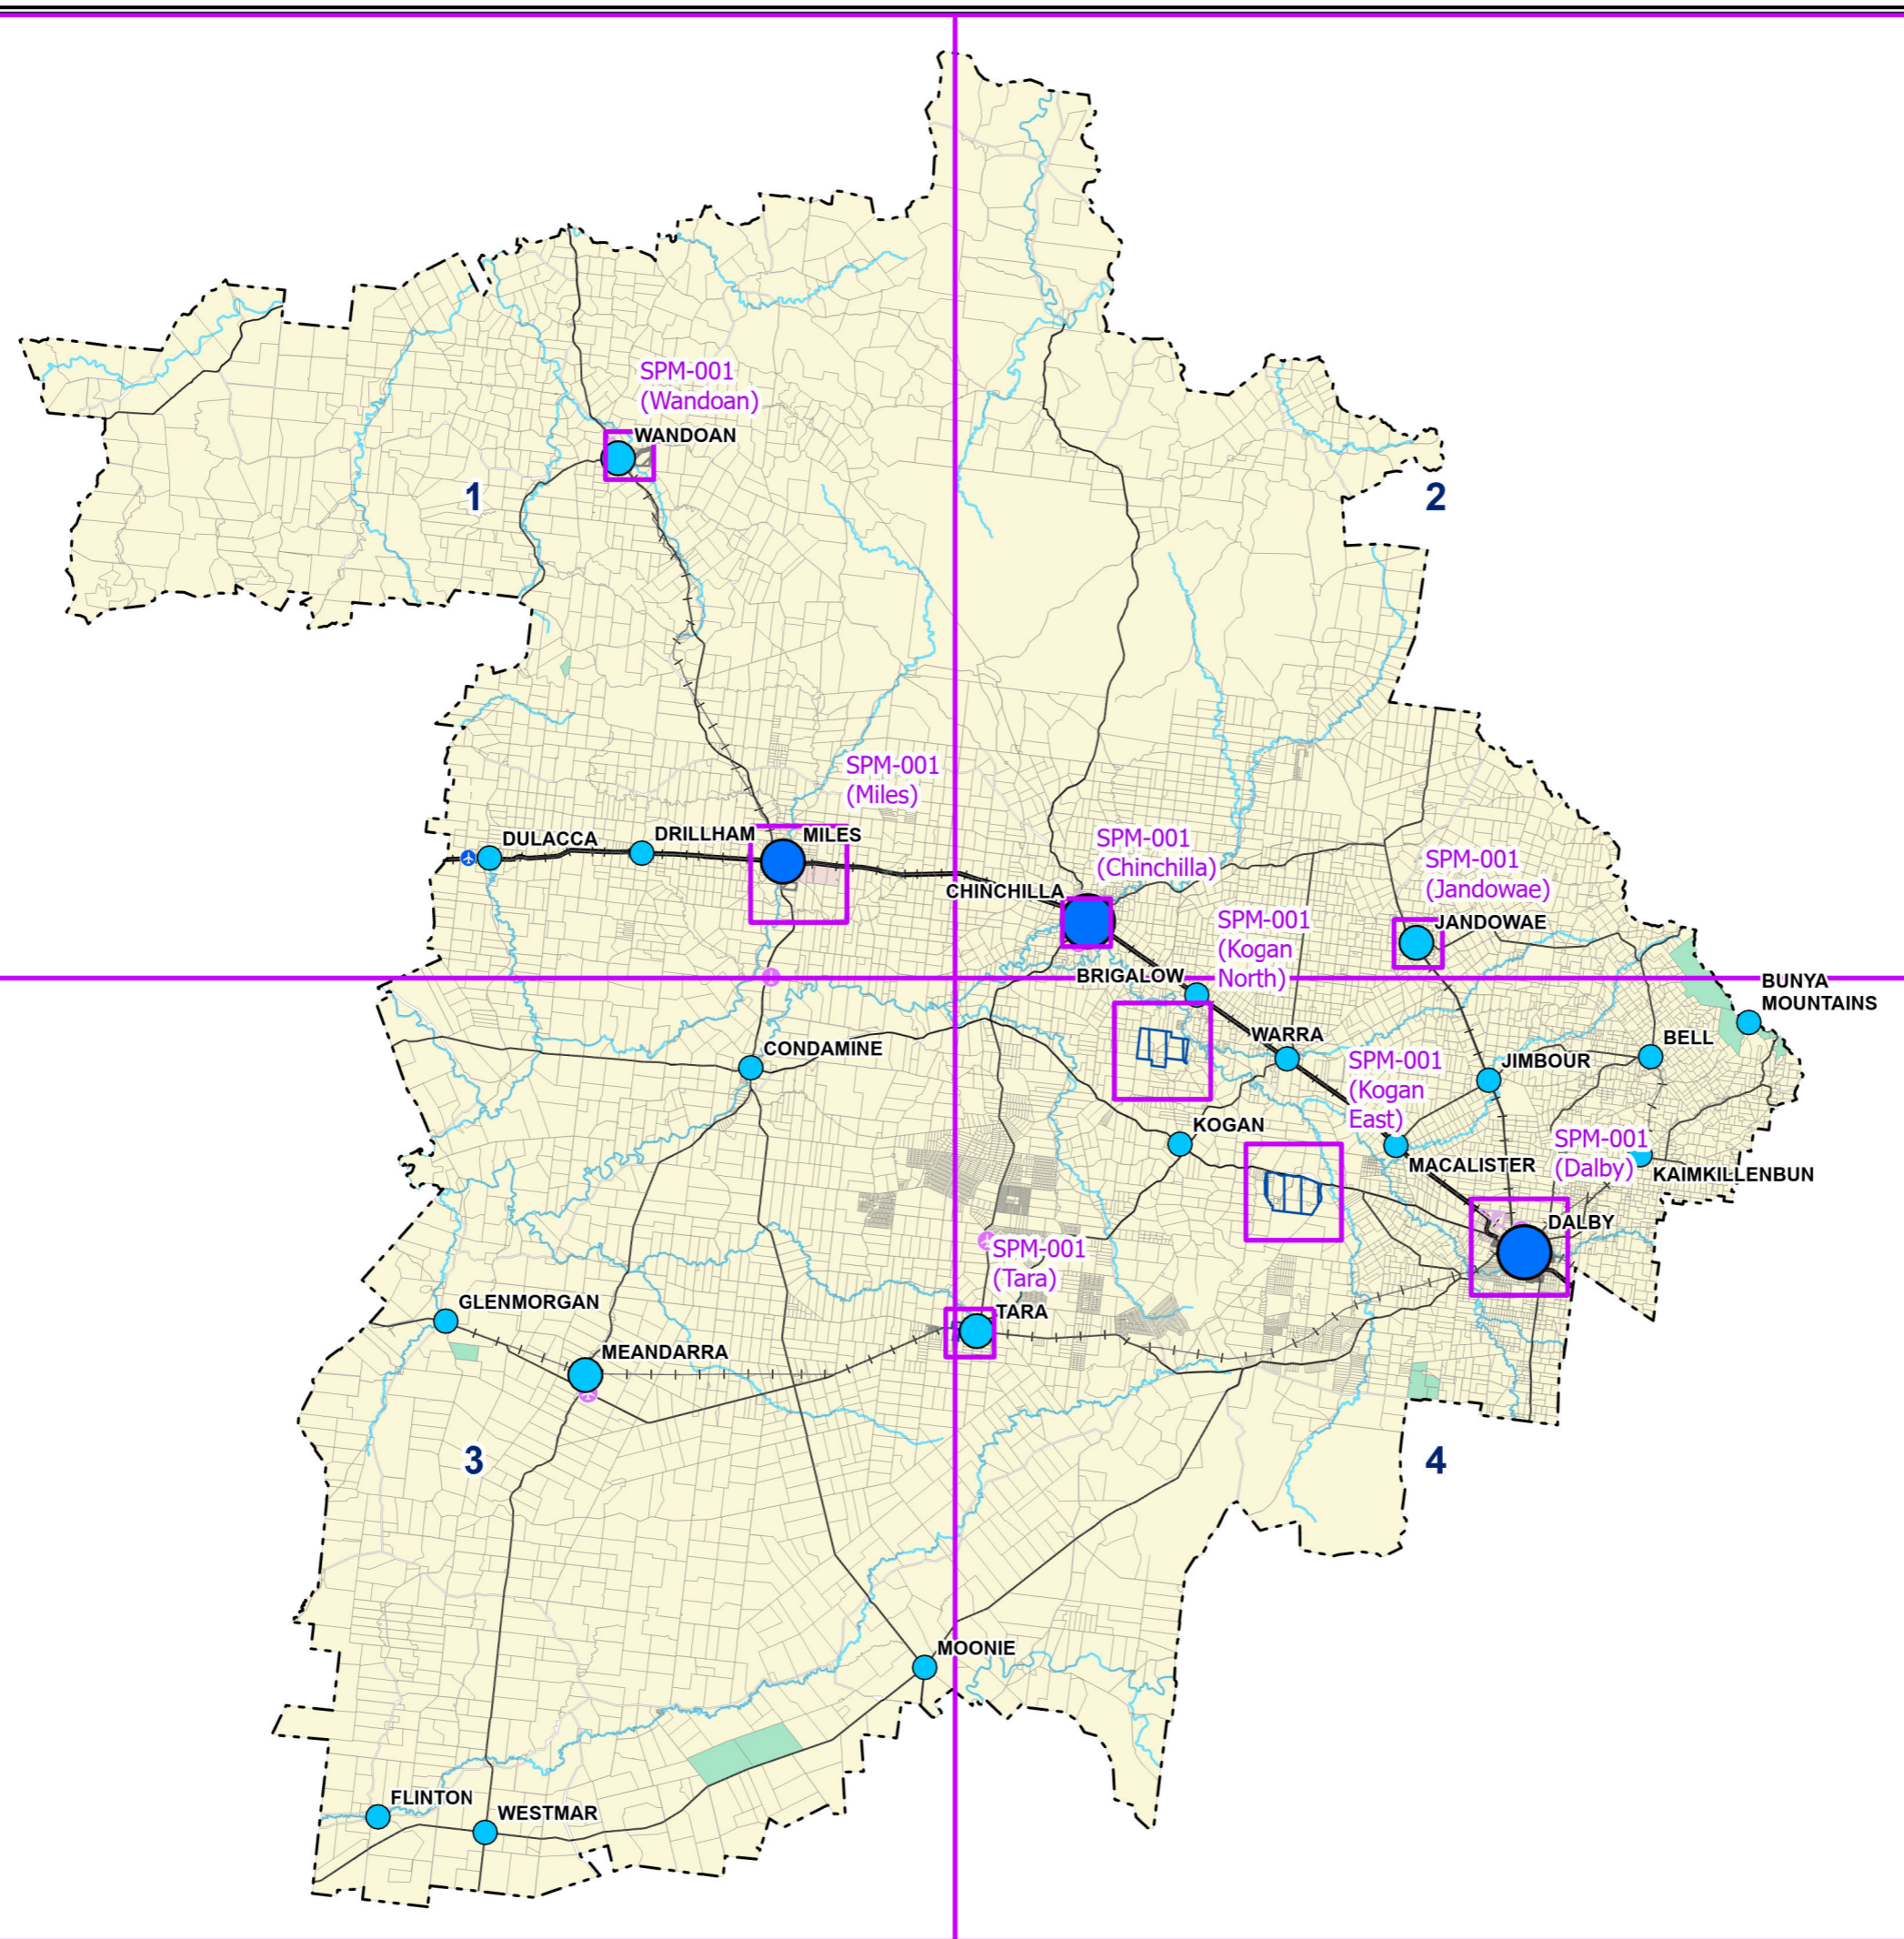 SPM-001
(Wandoan)
WANDOAN
1
2
SPM-001
(Miles)
DULACCA
DRILLHAM
MILES
SPM-001
(Chinchilla)
CHINCHILLA
SPM-001
(Jandowae)
JANDOWAE
SPM-001
(Kogan
North)
BRIGALOW
BUNYA
MOUNTAINS
CONDAMINE
WARRA
BELL
SPM-001
(Kogan
East)
JIMBOUR
KOGAN
SPM-001
(Dalby)
MACALISTER
KAIMKILLENBUN
DALBY
SPM-001
(Tara)
TARA
GLENMORGAN
MEANDARRA
3
4
MOONIE
FLINTON
WESTMAR